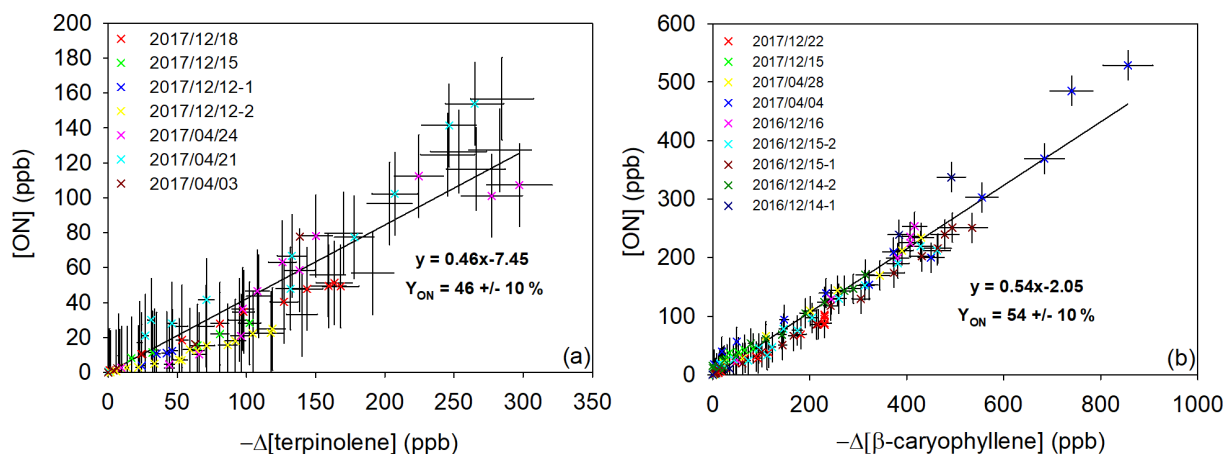 200
180
160
140
120
100
80
60
40
20
0
[ON] (ppb)
2017/12/18
2017/12/15
2017/12/12-1
2017/12/12-2
2017/04/24
2017/04/21
2017/04/03
y = 0.46x-7.45
Y_ON = 46 +/- 10 %
(a)
0 50 100 150 200 250 300 350
−Δ[terpinolene] (ppb)
600
500
400
300
200
100
0
[ON] (ppb)
2017/12/22
2017/12/15
2017/04/28
2017/04/04
2016/12/16
2016/12/15-2
2016/12/15-1
2016/12/14-2
2016/12/14-1
y = 0.54x-2.05
Y_ON = 54 +/- 10 %
(b)
0 200 400 600 800 1000
−Δ[β-caryophyllene] (ppb)